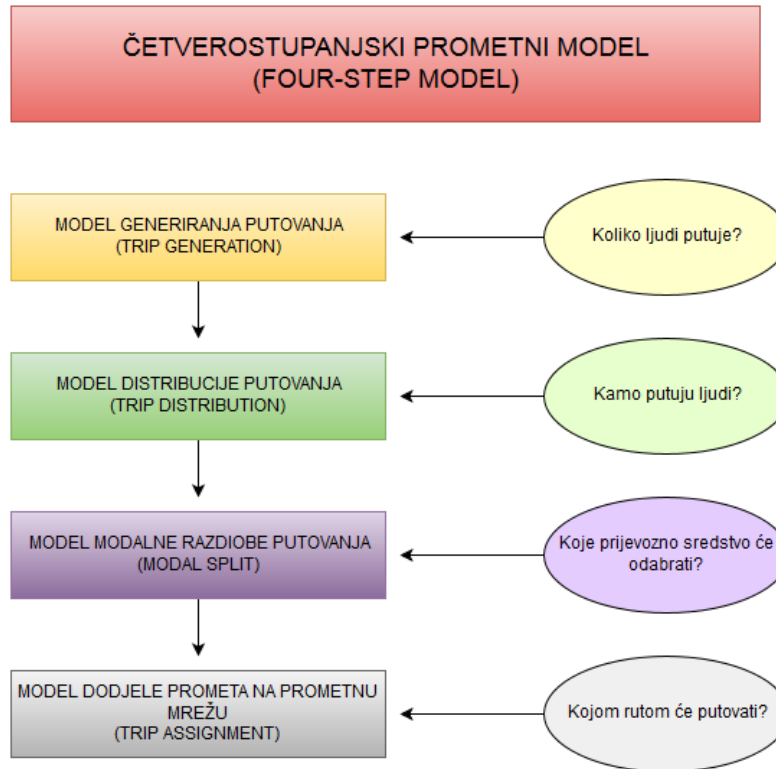 ČETVEROSTUPANJSKI PROMETNI MODEL
(FOUR-STEP MODEL)
MODEL GENERIRANJA PUTOVANJA
(TRIP GENERATION)
Koliko ljudi putuje?
MODEL DISTRIBUCIJE PUTOVANJA
(TRIP DISTRIBUTION)
Kamo putuju ljudi?
MODEL MODALNE RAZDIOBE PUTOVANJA
(MODAL SPLIT)
Koje prijevozno sredstvo će
odabrati?
MODEL DODJELE PROMETA NA PROMETNU
MREŽU
(TRIP ASSIGNMENT)
Kojom rutom će putovati?